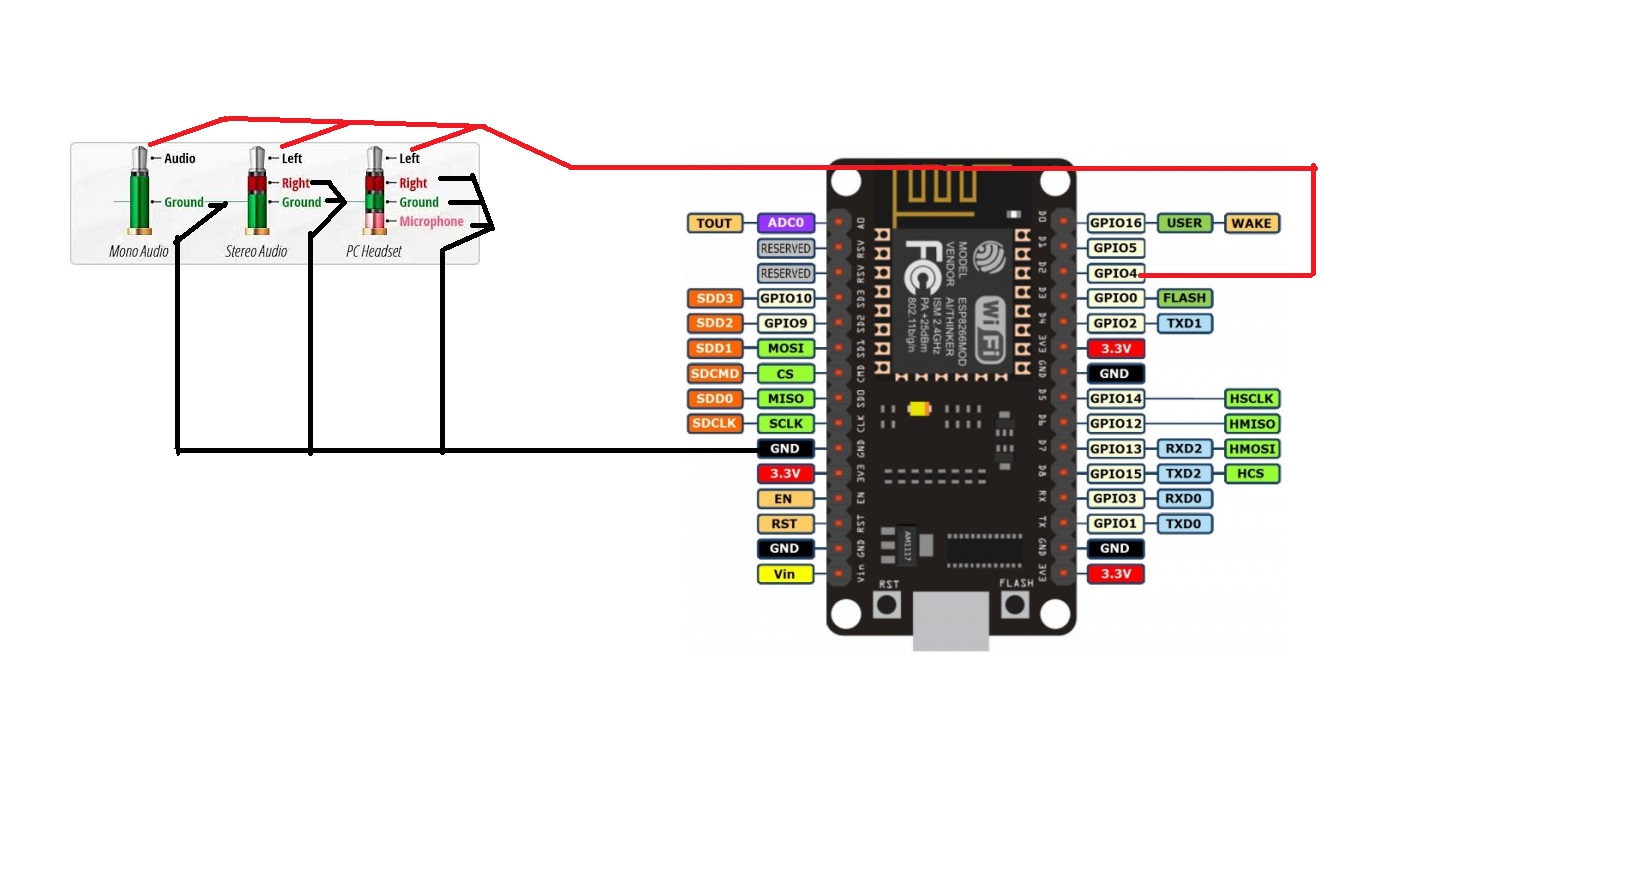 Audio
Ground
Mono Audio
Left
Right
Ground
Stereo Audio
Left
Right
Ground
Microphone
PC Headset
TOUT ADC0
RESERVED
RESERVED
SDD3 GPIO10
SDD2 GPIO9
SDD1 MOSI
SDCMD CS
SDD0 MISO
SDCLK SCLK
GND
3.3V
EN
RST
GND
Vin
A0
RSV
RSV
SD3
SD2
SD1
CMD
SD0
CLK
GND
3V3
EN
RST
GND
Vin
FC
MODEL
VENDOR
ESP8266MOD
AI/THINKER
ISM 2.4GHz
PA +25dBm
802.11b/g/n
WiFi
AM1117
RST
FLASH
D0
D1
D2
D3
D4
3V3
GND
D5
D6
D7
D8
RX
TX
GND
3V3
GPIO16 USER WAKE
GPIO5
GPIO4
GPIO0 FLASH
GPIO2 TXD1
3.3V
GND
GPIO14 HSCLK
GPIO12 HMISO
GPIO13 RXD2 HMOSI
GPIO15 TXD2 HCS
GPIO3 RXD0
GPIO1 TXD0
GND
3.3V